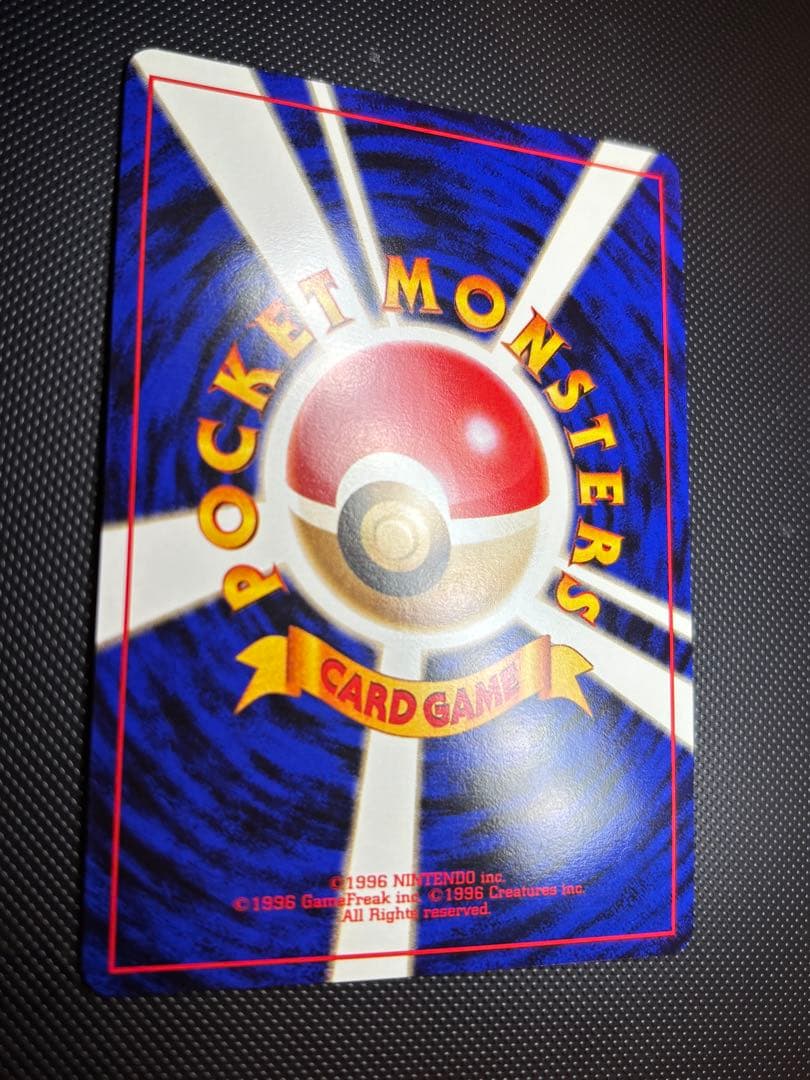 POCKET MONSTERS
CARD GAME
©1996 NINTENDO inc.
©1996 GameFreak inc. ©1996 Creatures inc.
All Rights reserved.